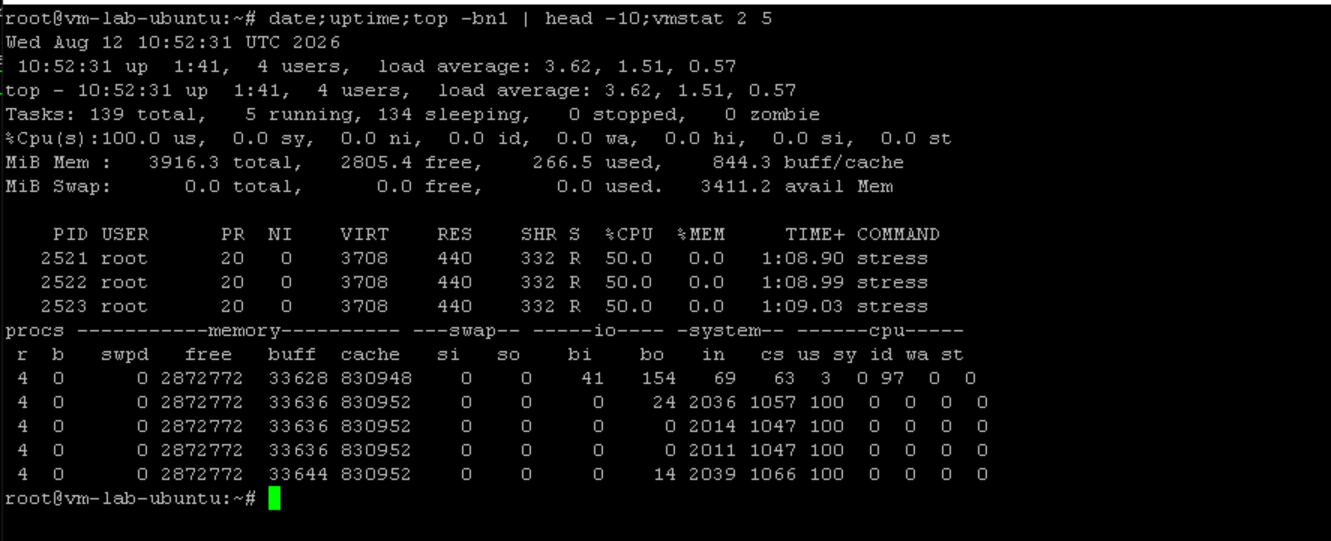 root@vm-lab-ubuntu:~# date;uptime;top -bn1 | head -10;vmstat 2 5
Wed Aug 12 10:52:31 UTC 2026
 10:52:31 up  1:41,  4 users,  load average: 3.62, 1.51, 0.57
top - 10:52:31 up  1:41,  4 users,  load average: 3.62, 1.51, 0.57
Tasks: 139 total,   5 running, 134 sleeping,   0 stopped,   0 zombie
%Cpu(s):100.0 us,  0.0 sy,  0.0 ni,  0.0 id,  0.0 wa,  0.0 hi,  0.0 si,  0.0 st
MiB Mem :   3916.3 total,   2805.4 free,    266.5 used,    844.3 buff/cache
MiB Swap:      0.0 total,      0.0 free,      0.0 used.   3411.2 avail Mem

    PID USER      PR  NI    VIRT    RES    SHR S  %CPU  %MEM     TIME+ COMMAND
   2521 root      20   0    3708    440    332 R  50.0   0.0   1:08.90 stress
   2522 root      20   0    3708    440    332 R  50.0   0.0   1:08.99 stress
   2523 root      20   0    3708    440    332 R  50.0   0.0   1:09.03 stress
procs -----------memory---------- ---swap-- -----io---- -system-- ------cpu-----
 r  b   swpd   free   buff  cache   si   so    bi    bo   in   cs us sy id wa st
 4  0      0 2872772  33628 830948    0    0    41   154   69   63  3  0 97  0  0
 4  0      0 2872772  33636 830952    0    0     0    24 2036 1057 100  0  0  0  0
 4  0      0 2872772  33636 830952    0    0     0     0 2014 1047 100  0  0  0  0
 4  0      0 2872772  33636 830952    0    0     0     0 2011 1047 100  0  0  0  0
 4  0      0 2872772  33644 830952    0    0     0    14 2039 1066 100  0  0  0  0
root@vm-lab-ubuntu:~#